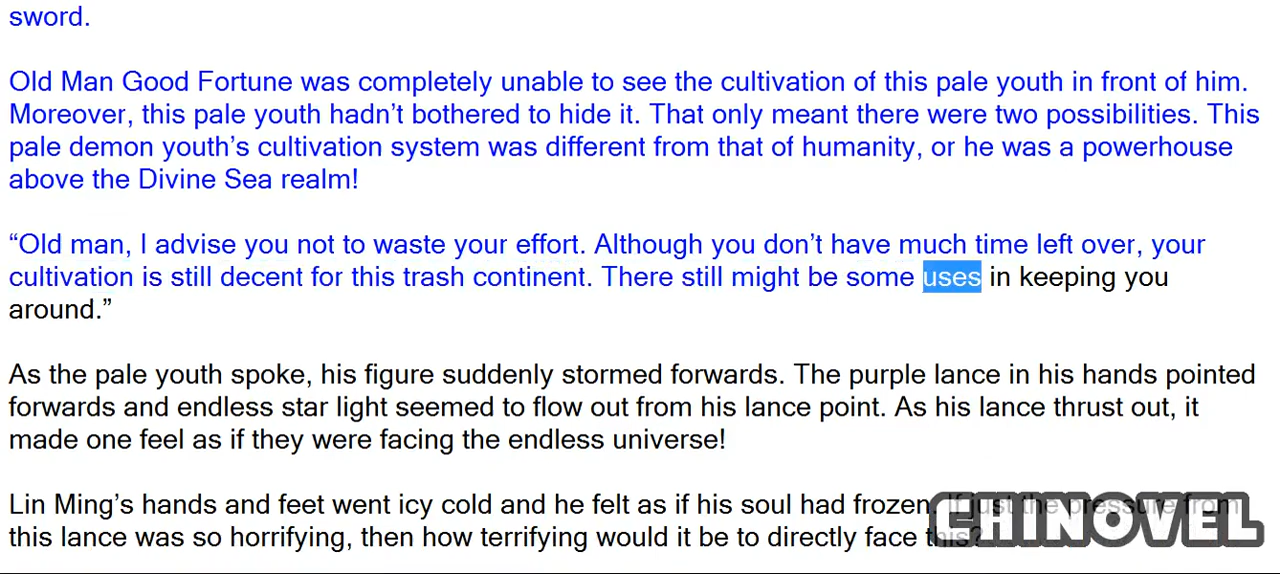 sword.
Old Man Good Fortune was completely unable to see the cultivation of this pale youth in front of him.
Moreover, this pale youth hadn’t bothered to hide it. That only meant there were two possibilities. This
pale demon youth’s cultivation system was different from that of humanity, or he was a powerhouse
above the Divine Sea realm!
“Old man, I advise you not to waste your effort. Although you don’t have much time left over, your
cultivation is still decent for this trash continent. There still might be some uses in keeping you
around.”
As the pale youth spoke, his figure suddenly stormed forwards. The purple lance in his hands pointed
forwards and endless star light seemed to flow out from his lance point. As his lance thrust out, it
made one feel as if they were facing the endless universe!
Lin Ming’s hands and feet went icy cold and he felt as if his soul had frozen. If just the pressure from
this lance was so horrifying, then how terrifying would it be to directly face this?
CHINOVEL